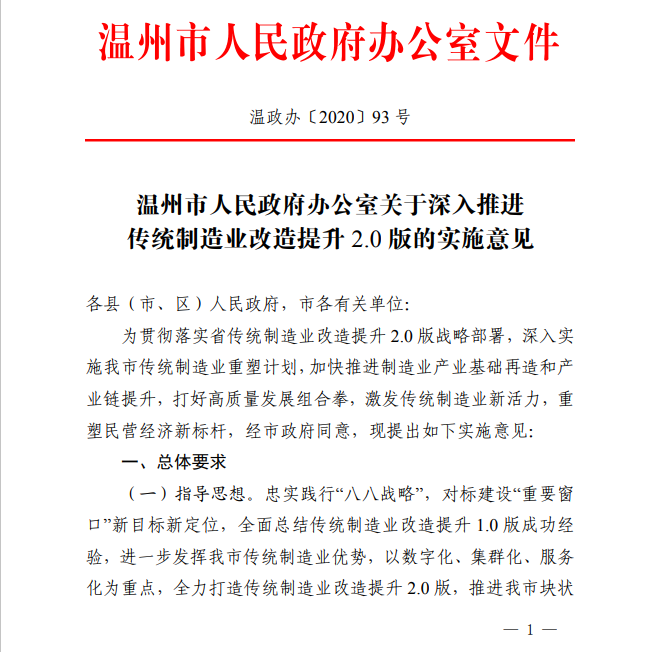 温州市人民政府办公室文件
温政办〔2020〕93 号
温州市人民政府办公室关于深入推进
传统制造业改造提升 2.0 版的实施意见
各县（市、区）人民政府，市各有关单位：
为贯彻落实省传统制造业改造提升 2.0 版战略部署，深入实
施我市传统制造业重塑计划，加快推进制造业产业基础再造和产
业链提升，打好高质量发展组合拳，激发传统制造业新活力，重
塑民营经济新标杆，经市政府同意，现提出如下实施意见：
一、总体要求
（一）指导思想。忠实践行“八八战略”，对标建设“重要窗
口”新目标新定位，全面总结传统制造业改造提升 1.0 版成功经
验，进一步发挥我市传统制造业优势，以数字化、集群化、服务
化为重点，全力打造传统制造业改造提升 2.0 版，推进我市块状
— 1 —